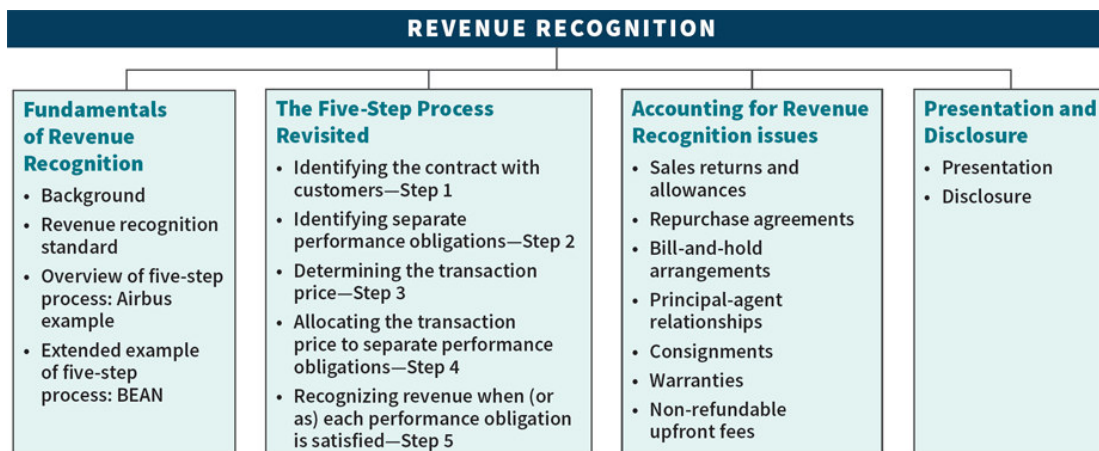 REVENUE RECOGNITION
Fundamentals
of Revenue
Recognition
• Background
• Revenue recognition
standard
• Overview of five-step
process: Airbus
example
• Extended example
of five-step
process: BEAN
The Five-Step Process
Revisited
• Identifying the contract with
customers—Step 1
• Identifying separate
performance obligations—Step 2
• Determining the transaction
price—Step 3
• Allocating the transaction
price to separate performance
obligations—Step 4
• Recognizing revenue when (or
as) each performance obligation
is satisfied—Step 5
Accounting for Revenue
Recognition issues
• Sales returns and
allowances
• Repurchase agreements
• Bill-and-hold
arrangements
• Principal-agent
relationships
• Consignments
• Warranties
• Non-refundable
upfront fees
Presentation and
Disclosure
• Presentation
• Disclosure